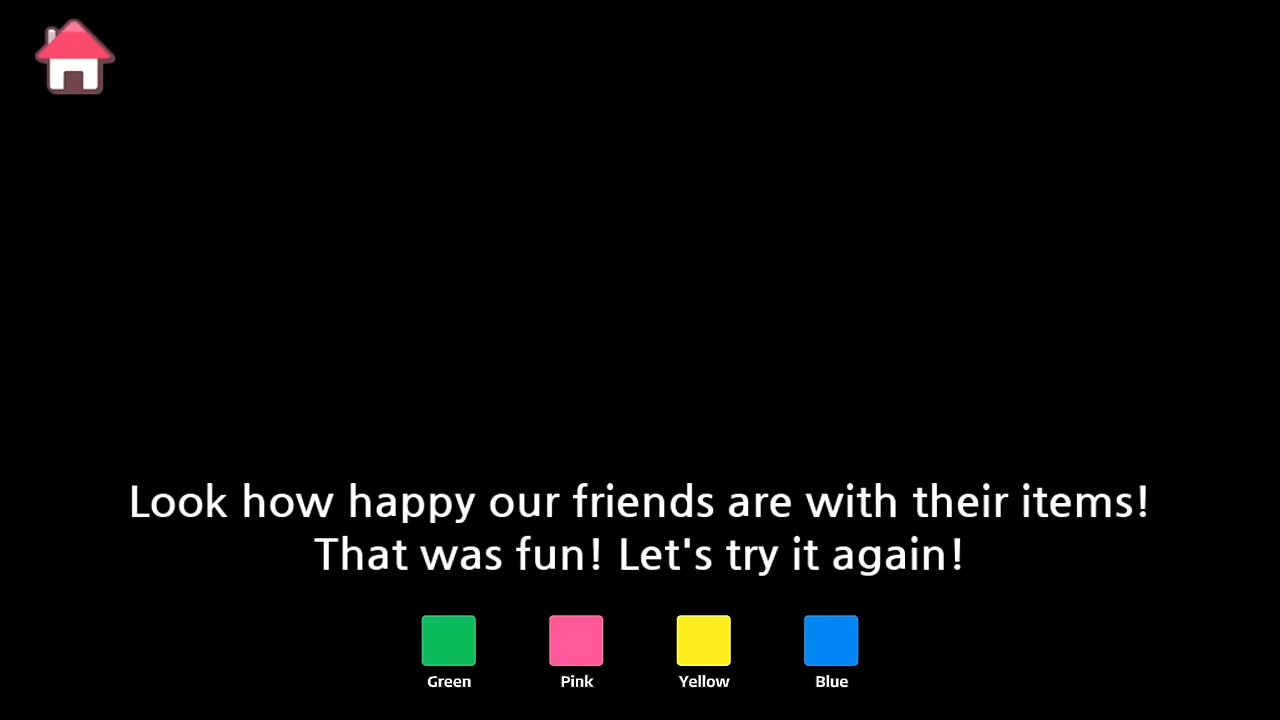 Look how happy our friends are with their items!
That was fun! Let's try it again!
Green Pink Yellow Blue